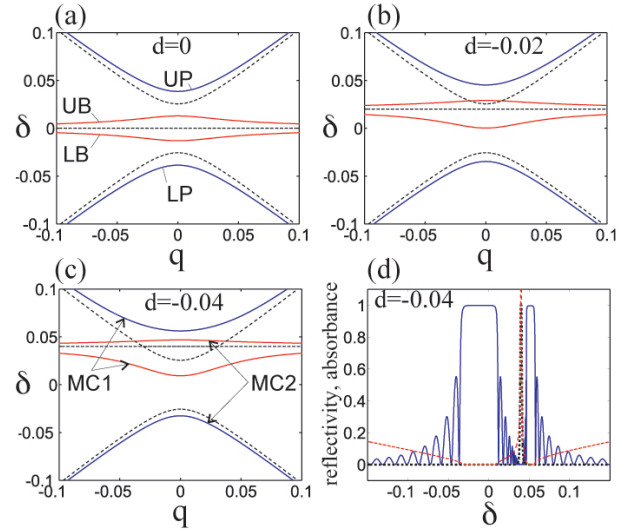 (a)
d=0
0.1
0.05
0
-0.05
-0.1
δ
UP
UB
LB
LP
-0.1 -0.05 0 0.05 0.1
q
(b)
d=-0.02
0.1
0.05
0
-0.05
-0.1
δ
-0.1 -0.05 0 0.05 0.1
q
(c)
d=-0.04
0.1
0.05
0
-0.05
-0.1
δ
MC1
MC2
-0.1 -0.05 0 0.05 0.1
q
(d)
d=-0.04
reflectivity, absorbance
1
0.8
0.6
0.4
0.2
0
-0.1 -0.05 0 0.05 0.1
δ